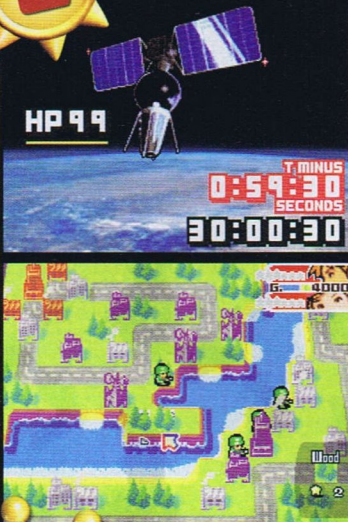 HP 99
T MINUS
0:59:30
SECONDS
30:00:30
G. 4000
Wood
2